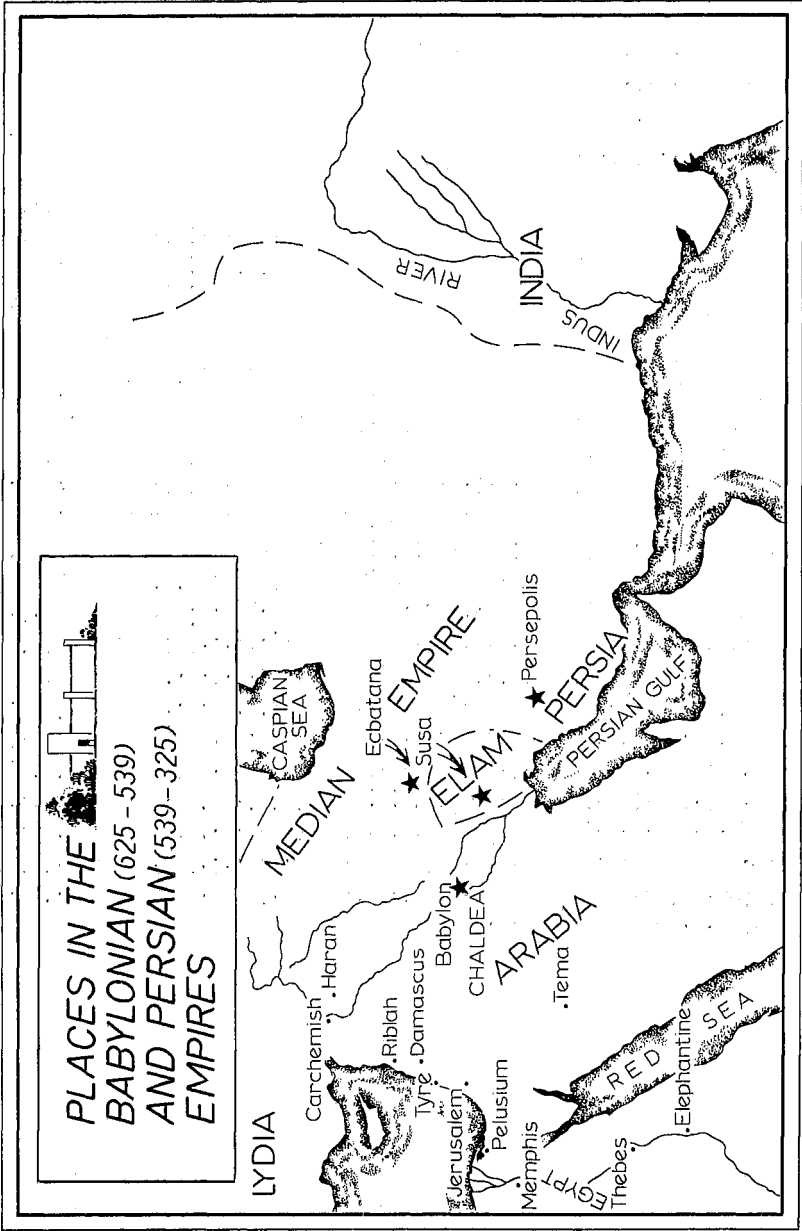 PLACES IN THE
BABYLONIAN (625-539)
AND PERSIAN (539-325)
EMPIRES
LYDIA
CASPIAN
SEA
MEDIAN
EMPIRE
Ecbatana
Susa
ELAM
Persepolis
PERSIA
PERSIAN GULF
INDIA
INDUS
RIVER
Carchemish
Haran
Riblah
Damascus
Tyre
Jerusalem
Babylon
CHALDEA
ARABIA
Tema
Pelusium
Memphis
EGYPT
Thebes
Elephantine
RED SEA